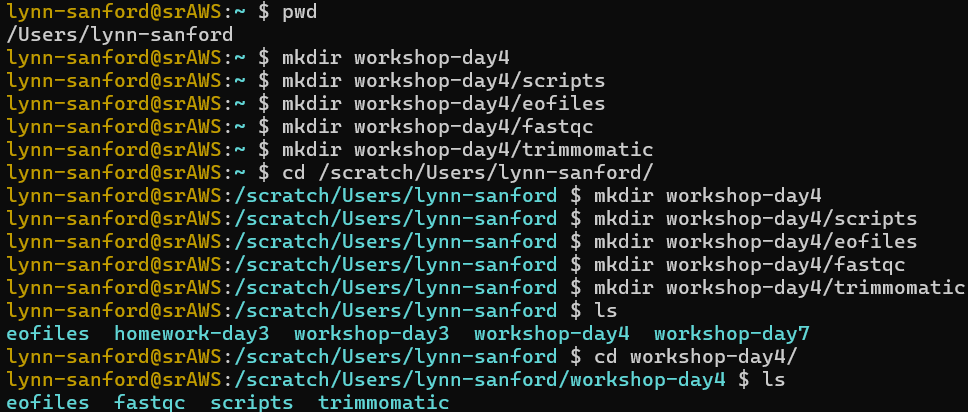 lynn-sanford@srAWS:~ $ pwd
/Users/lynn-sanford
lynn-sanford@srAWS:~ $ mkdir workshop-day4
lynn-sanford@srAWS:~ $ mkdir workshop-day4/scripts
lynn-sanford@srAWS:~ $ mkdir workshop-day4/eofiles
lynn-sanford@srAWS:~ $ mkdir workshop-day4/fastqc
lynn-sanford@srAWS:~ $ mkdir workshop-day4/trimmomatic
lynn-sanford@srAWS:~ $ cd /scratch/Users/lynn-sanford/
lynn-sanford@srAWS:/scratch/Users/lynn-sanford $ mkdir workshop-day4
lynn-sanford@srAWS:/scratch/Users/lynn-sanford $ mkdir workshop-day4/scripts
lynn-sanford@srAWS:/scratch/Users/lynn-sanford $ mkdir workshop-day4/eofiles
lynn-sanford@srAWS:/scratch/Users/lynn-sanford $ mkdir workshop-day4/fastqc
lynn-sanford@srAWS:/scratch/Users/lynn-sanford $ mkdir workshop-day4/trimmomatic
lynn-sanford@srAWS:/scratch/Users/lynn-sanford $ ls
eofiles  homework-day3  workshop-day3  workshop-day4  workshop-day7
lynn-sanford@srAWS:/scratch/Users/lynn-sanford $ cd workshop-day4/
lynn-sanford@srAWS:/scratch/Users/lynn-sanford/workshop-day4 $ ls
eofiles  fastqc  scripts  trimmomatic